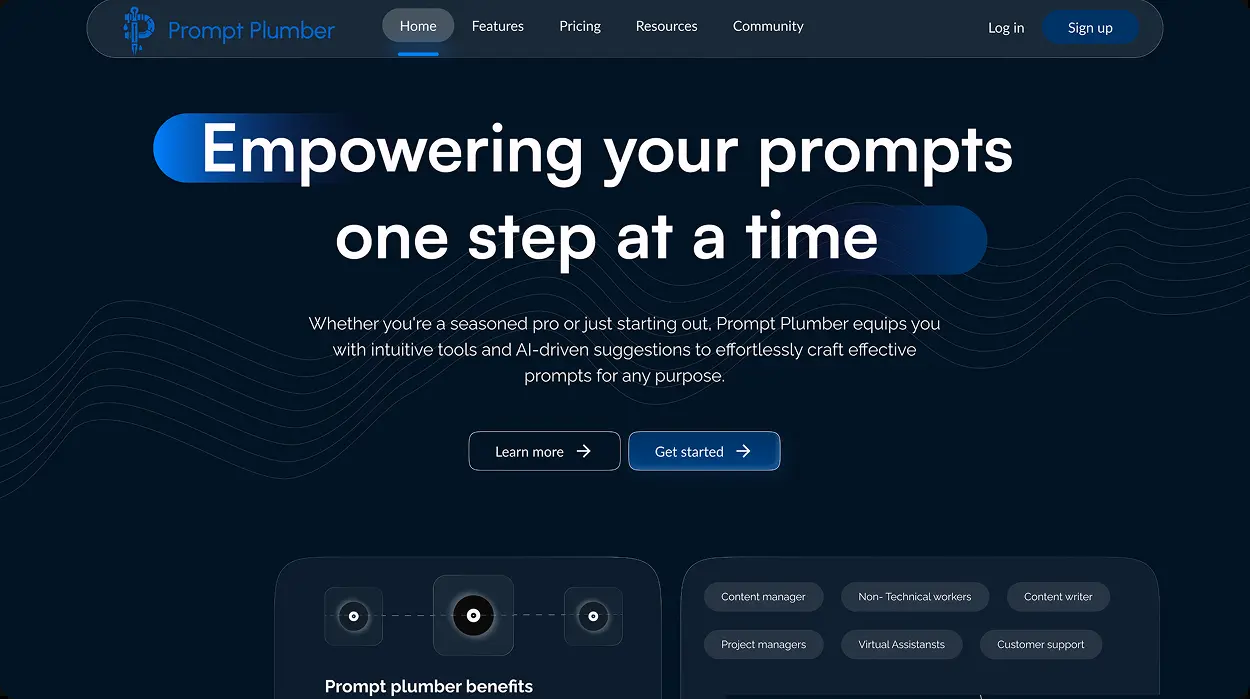 Prompt Plumber
Home
Features
Pricing
Resources
Community
Log in
Sign up
Empowering your prompts
one step at a time
Whether you're a seasoned pro or just starting out, Prompt Plumber equips you
with intuitive tools and AI-driven suggestions to effortlessly craft effective
prompts for any purpose.
Learn more
Get started
Prompt plumber benefits
Content manager
Non- Technical workers
Content writer
Project managers
Virtual Assistansts
Customer support